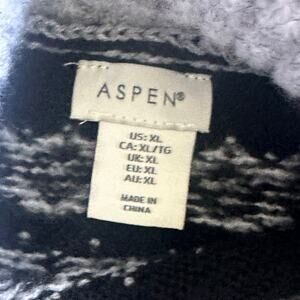 ASPEN®
US: XL
CA: XL/TG
UK: XL
EU: XL
AU: XL
MADE IN
CHINA